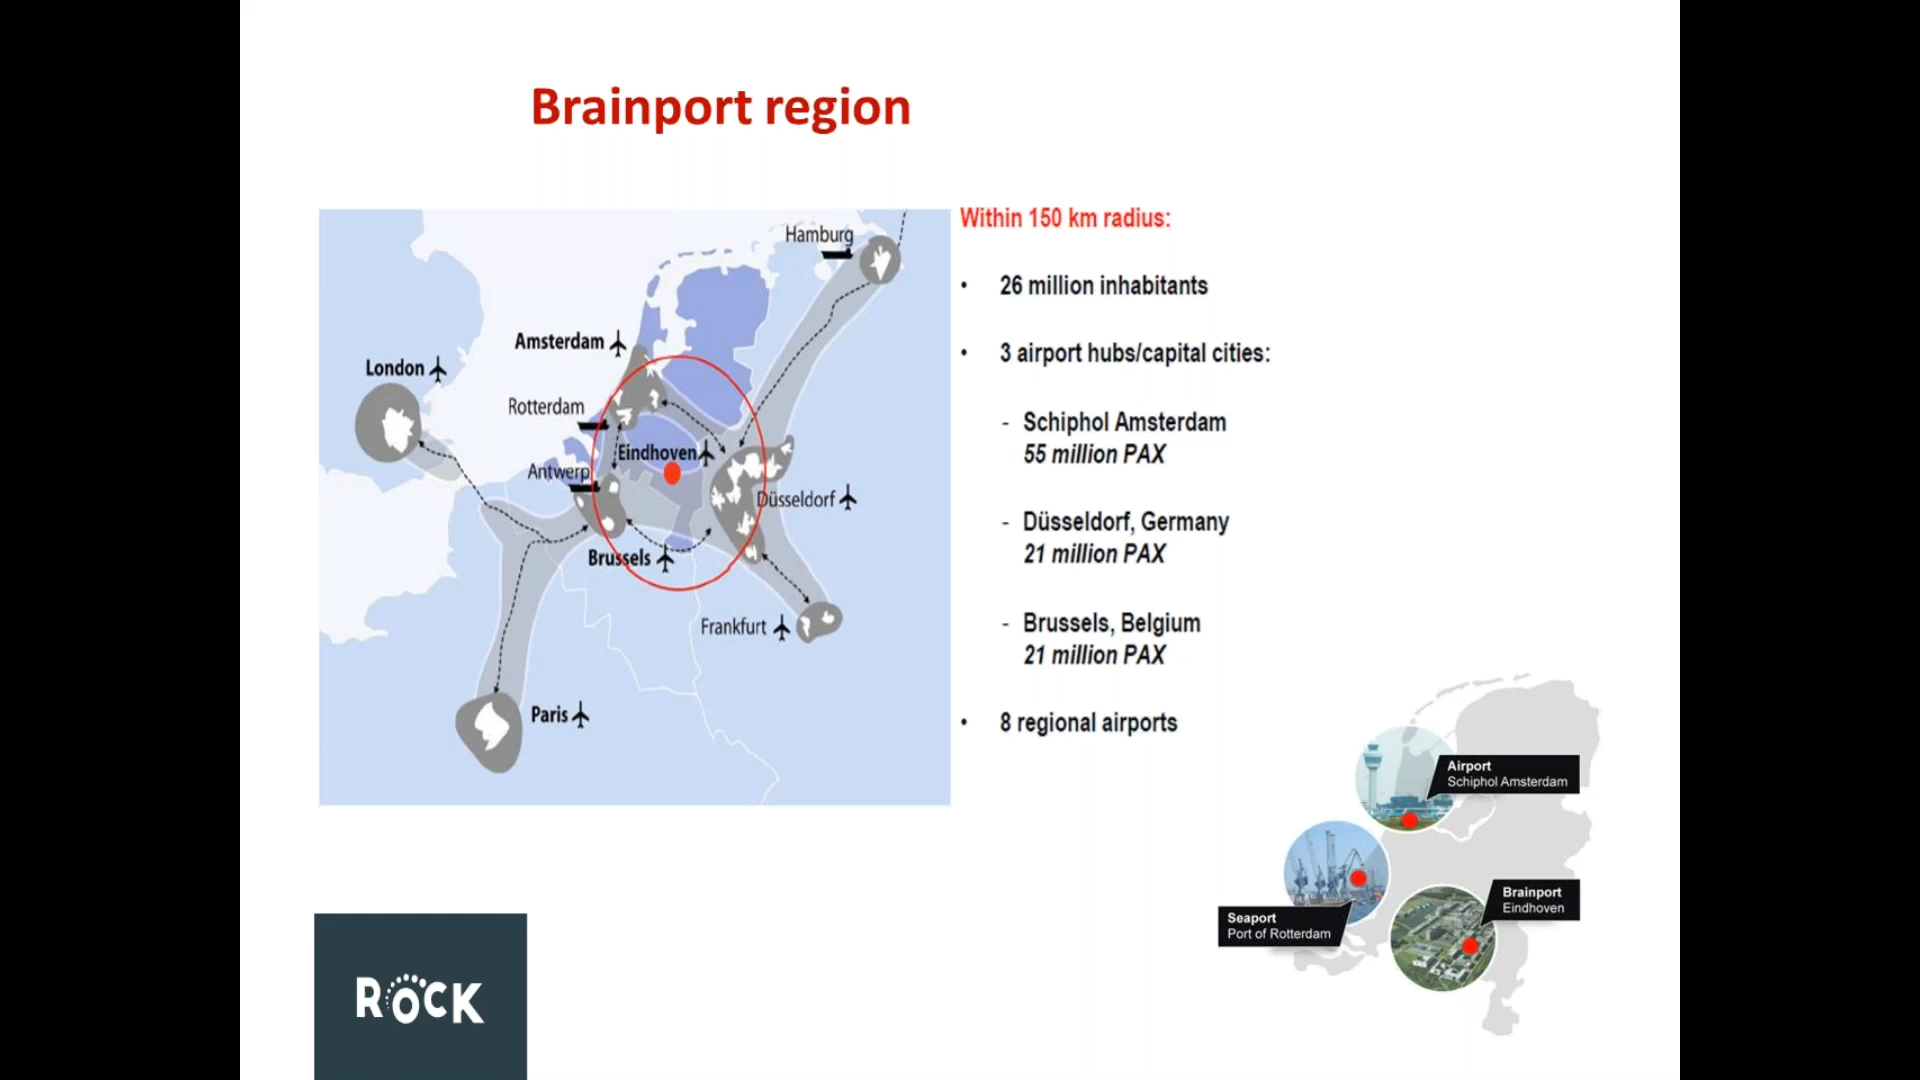 Brainport region
Hamburg
Amsterdam
London
Rotterdam
Eindhoven
Antwerp
Düsseldorf
Brussels
Frankfurt
Paris
Within 150 km radius:
• 26 million inhabitants
• 3 airport hubs/capital cities:
- Schiphol Amsterdam
55 million PAX
- Düsseldorf, Germany
21 million PAX
- Brussels, Belgium
21 million PAX
• 8 regional airports
Airport
Schiphol Amsterdam
Brainport
Eindhoven
Seaport
Port of Rotterdam
ROCK